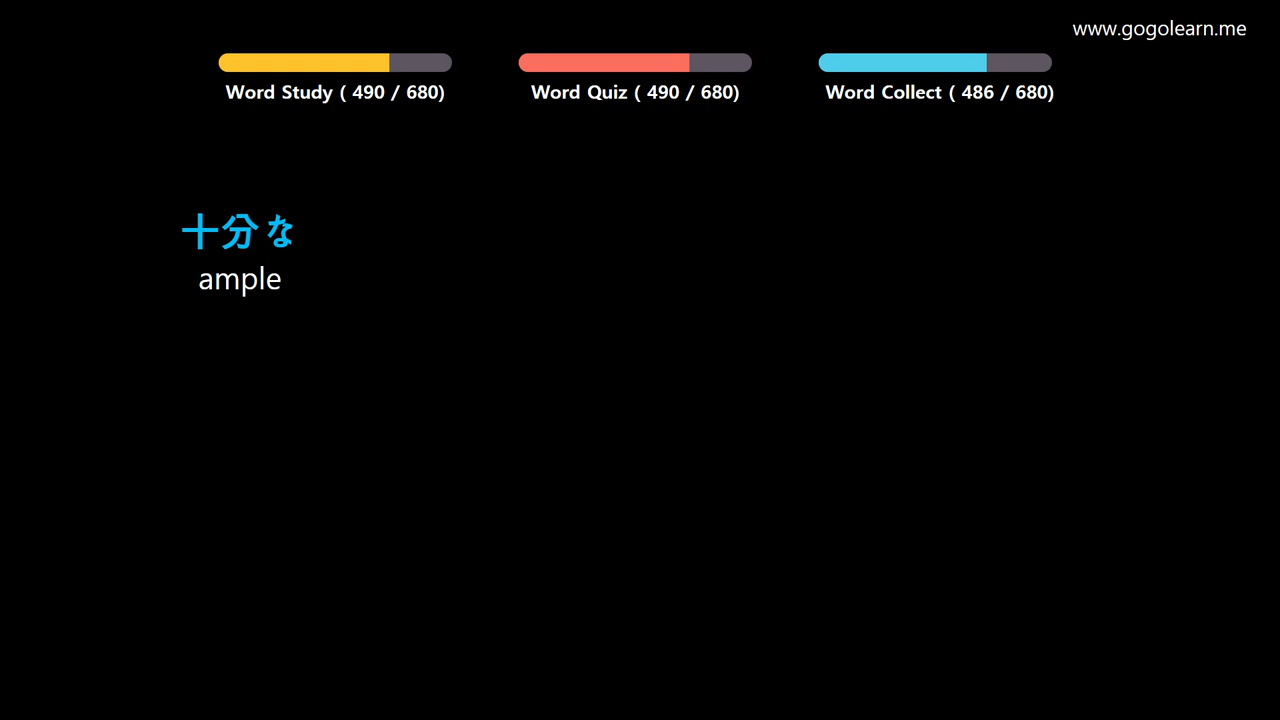 www.gogolearn.me
Word Study ( 490 / 680)
Word Quiz ( 490 / 680)
Word Collect ( 486 / 680)
十分な
ample